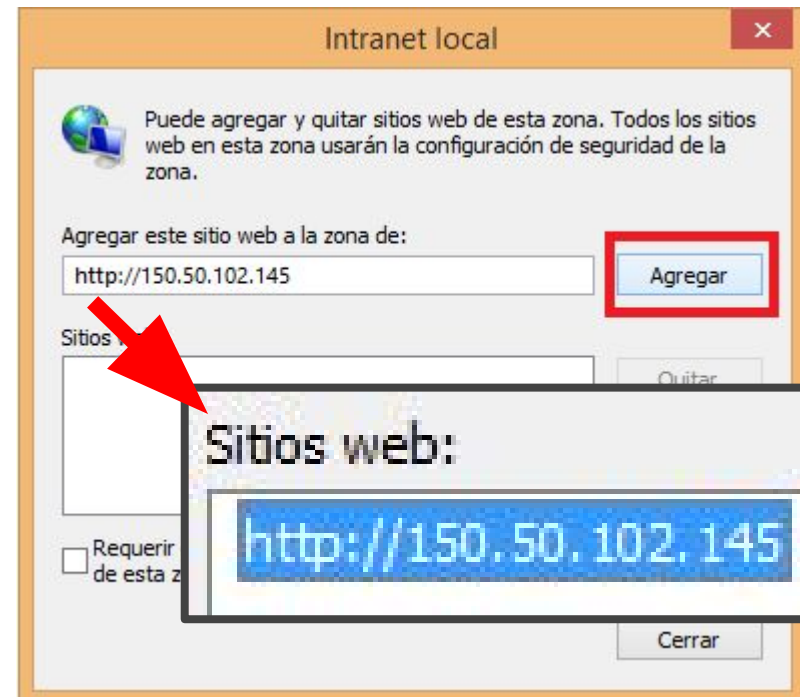 Intranet local
Puede agregar y quitar sitios web de esta zona. Todos los sitios
web en esta zona usarán la configuración de seguridad de la
zona.
Agregar este sitio web a la zona de:
http://150.50.102.145
Agregar
Sitios
Quitar
Sitios web:
http://150.50.102.145
Requerir
de esta
Cerrar